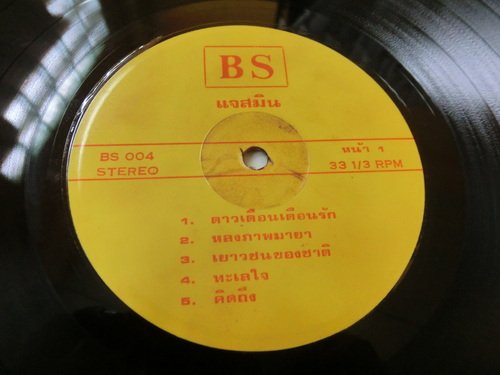 BS
แจสมิน
BS 004
STEREO
หน้า 1
33 1/3 RPM
1. ดาวเตือนเดือนรัก
2. หลงภาพมายา
3. เยาวชนของชาติ
4. ทะเลใจ
5. คิดถึง